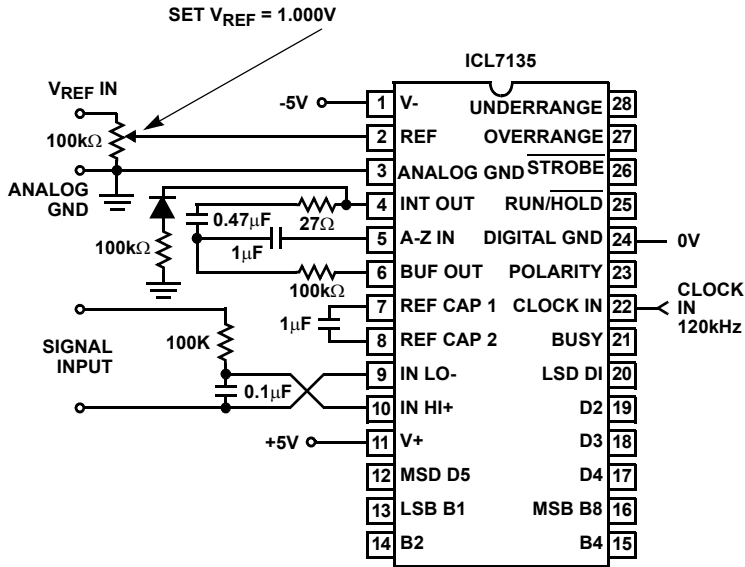 SET VREF = 1.000V
ICL7135
VREF IN
100kΩ
ANALOG
GND
-5V
1 V-
2 REF
3 ANALOG GND
4 INT OUT
5 A-Z IN
6 BUF OUT
7 REF CAP 1
8 REF CAP 2
9 IN LO-
10 IN HI+
11 V+
12 MSD D5
13 LSB B1
14 B2
UNDERRANGE 28
OVERRANGE 27
STROBE 26
RUN/HOLD 25
DIGITAL GND 24
POLARITY 23
CLOCK IN 22
BUSY 21
LSD DI 20
D2 19
D3 18
D4 17
MSB B8 16
B4 15
0V
CLOCK
IN
120kHz
0.47μF
27Ω
100kΩ
1μF
100kΩ
1μF
SIGNAL
INPUT
100K
0.1μF
+5V